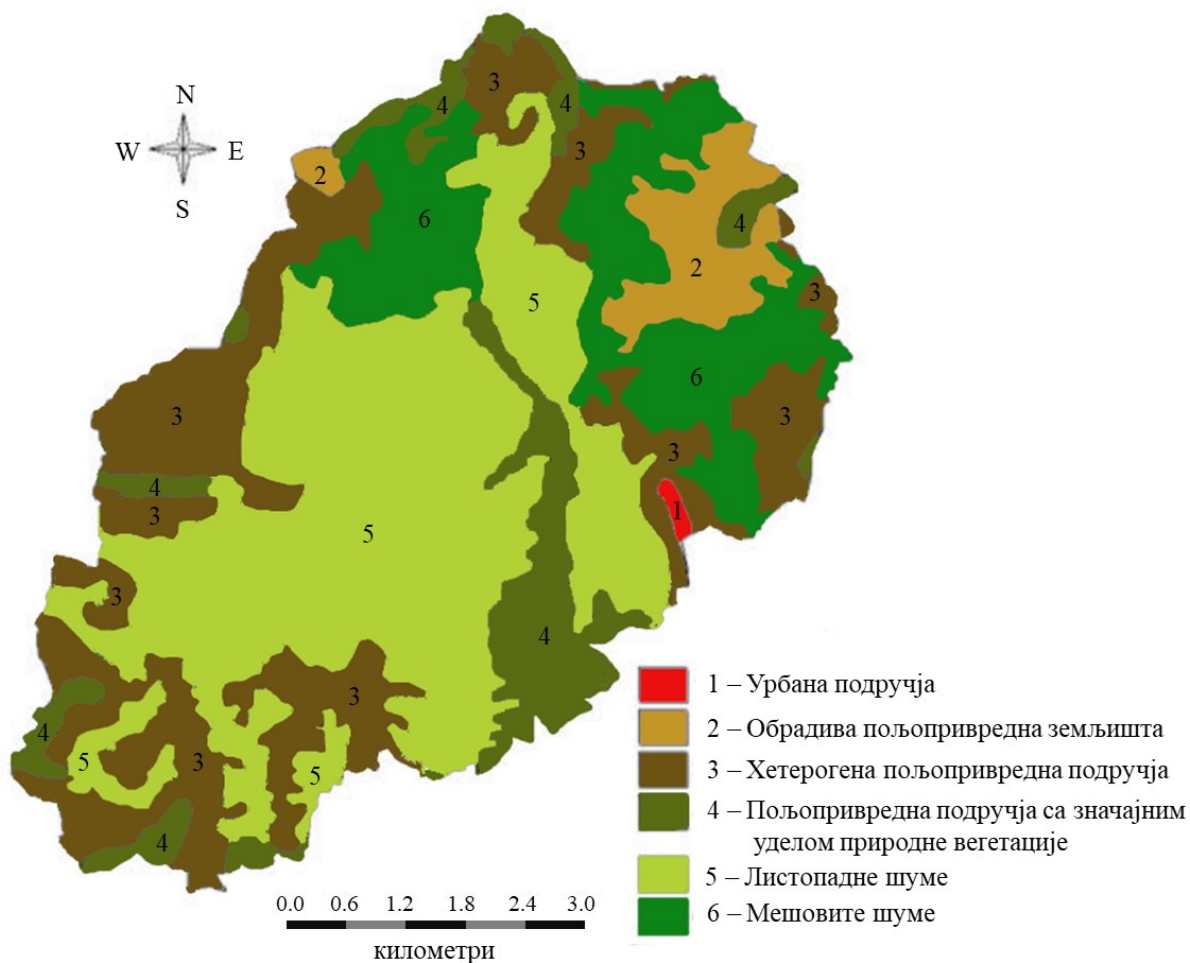 N
W E
S
3
4
4
3
2
6
4
2
5
3
6
3
3
3
4
3
1
5
3
4
3
4
5
3
5
4
1 – Урбана подручја
2 – Обрадива пољопривредна земљишта
3 – Хетерогена пољопривредна подручја
4 – Пољопривредна подручја са значајним
уделом природне вегетације
5 – Листопадне шуме
6 – Мешовите шуме
0.0 0.6 1.2 1.8 2.4 3.0
километри